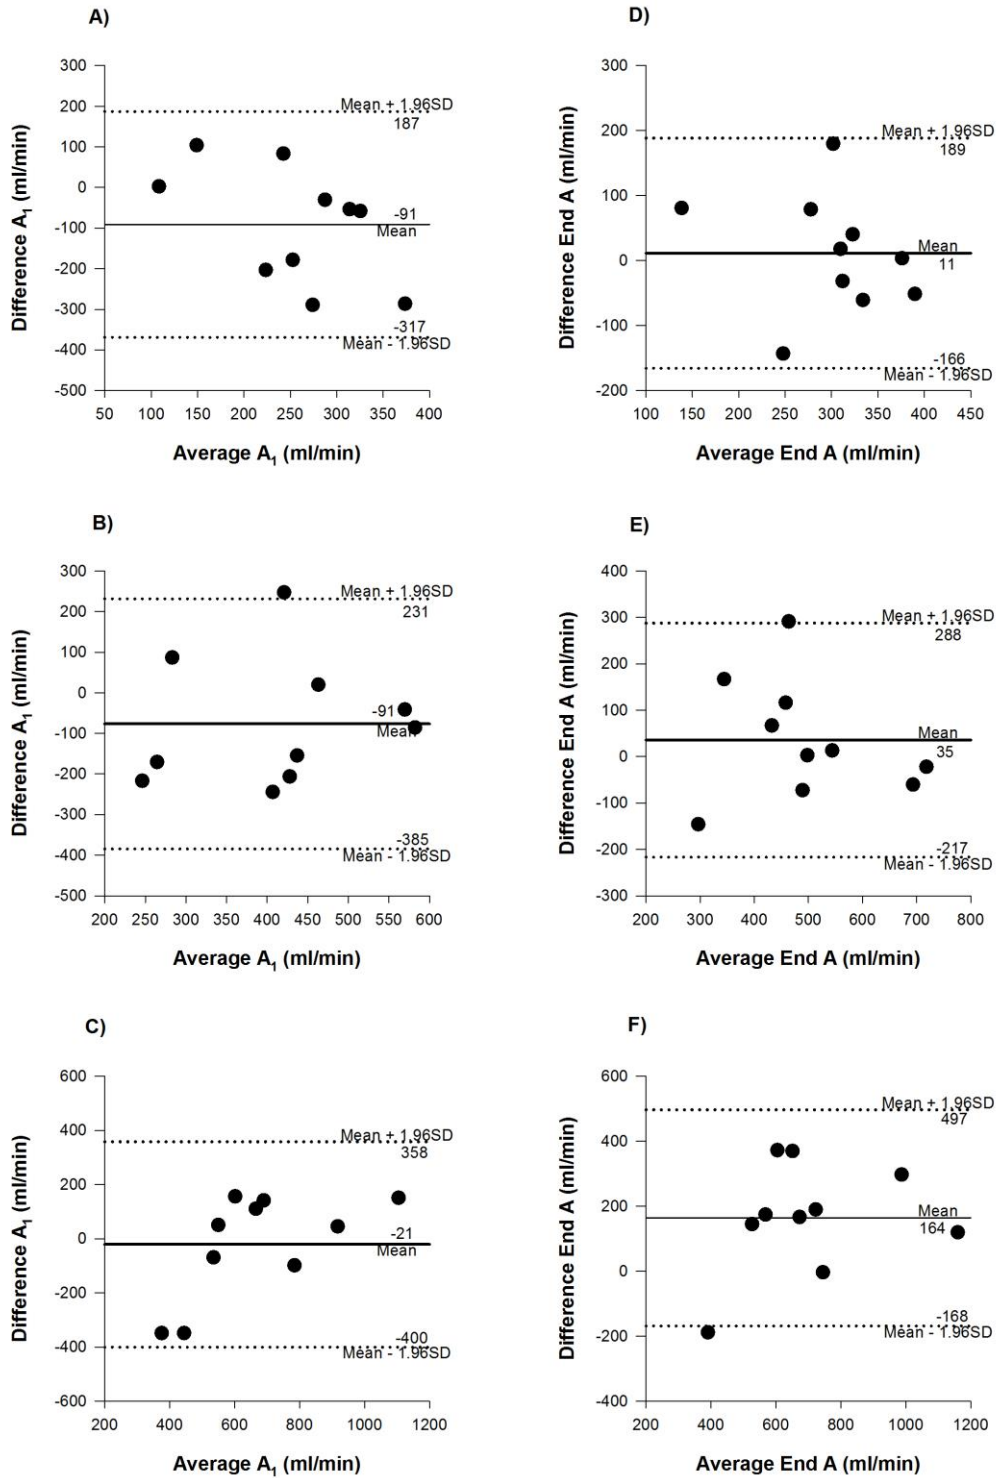 A)
300
200
100
0
-100
-200
-300
-400
-500
Difference A1 (ml/min)
Mean + 1.96SD
187
-91
Mean
-317
Mean - 1.96SD
50 100 150 200 250 300 350 400
Average A1 (ml/min)
D)
300
200
100
0
-100
-200
Difference End A (ml/min)
Mean + 1.96SD
189
Mean
11
-166
Mean - 1.96SD
100 150 200 250 300 350 400 450
Average End A (ml/min)
B)
300
200
100
0
-100
-200
-300
-400
-500
Difference A1 (ml/min)
Mean + 1.96SD
231
-91
Mean
-385
Mean - 1.96SD
200 250 300 350 400 450 500 550 600
Average A1 (ml/min)
E)
400
300
200
100
0
-100
-200
-300
Difference End A (ml/min)
Mean + 1.96SD
288
Mean
35
-217
Mean - 1.96SD
200 300 400 500 600 700 800
Average End A (ml/min)
C)
600
400
200
0
-200
-400
-600
Difference A1 (ml/min)
Mean + 1.96SD
358
-21
Mean
-400
Mean - 1.96SD
200 400 600 800 1000 1200
Average A1 (ml/min)
F)
600
400
200
0
-200
-400
Difference End A (ml/min)
Mean + 1.96SD
497
Mean
164
-168
Mean - 1.96SD
200 400 600 800 1000 1200
Average End A (ml/min)